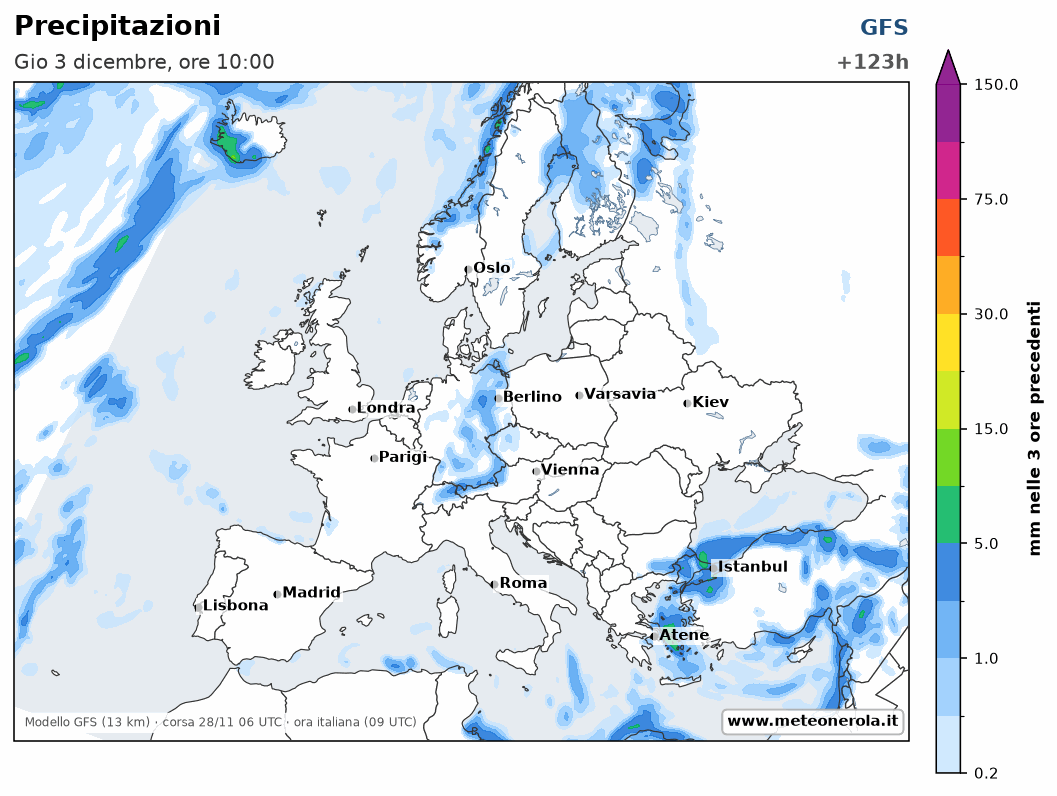 Precipitazioni
GFS
Gio 3 dicembre, ore 10:00
+123h
150.0
75.0
30.0
15.0
5.0
1.0
0.2
mm nelle 3 ore precedenti
Oslo
Berlino
Varsavia
Kiev
Londra
Parigi
Vienna
Istanbul
Roma
Madrid
Lisbona
Atene
Modello GFS (13 km) · corsa 28/11 06 UTC · ora italiana (09 UTC)
www.meteonerola.it